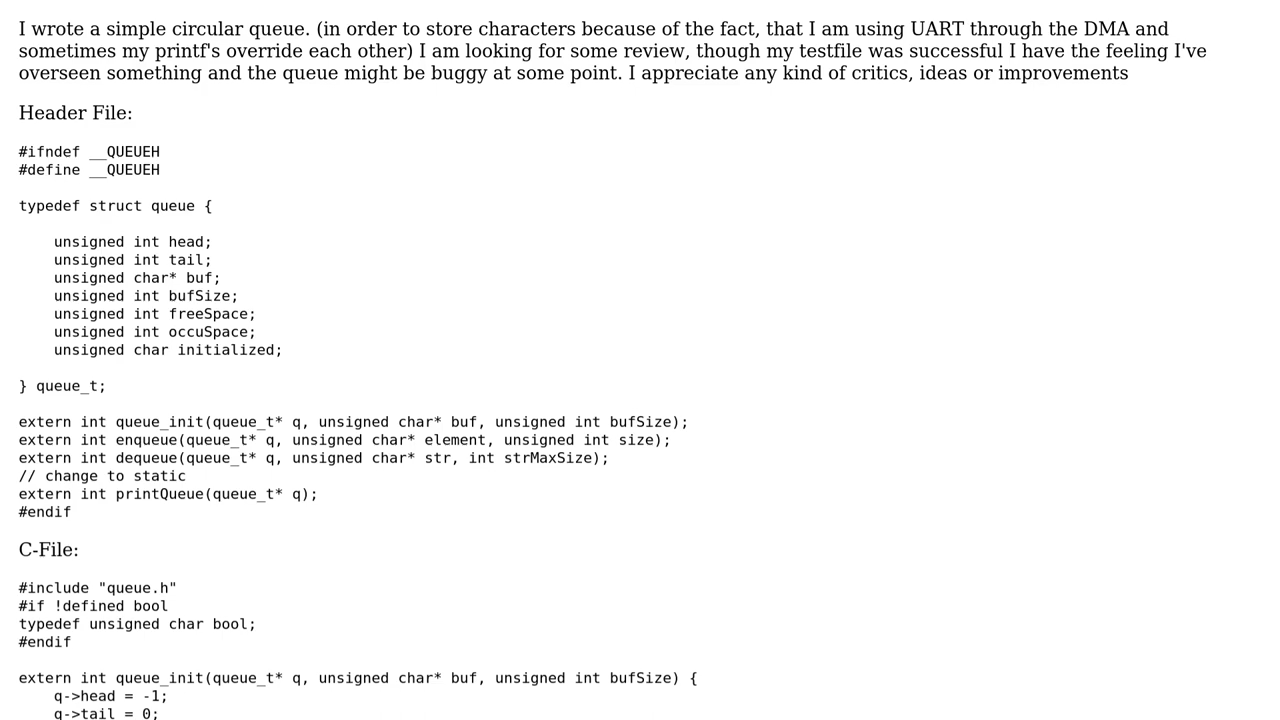 I wrote a simple circular queue. (in order to store characters because of the fact, that I am using UART through the DMA and
sometimes my printf's override each other) I am looking for some review, though my testfile was successful I have the feeling I've
overseen something and the queue might be buggy at some point. I appreciate any kind of critics, ideas or improvements
Header File:
#ifndef __QUEUEH
#define __QUEUEH
typedef struct queue {
    unsigned int head;
    unsigned int tail;
    unsigned char* buf;
    unsigned int bufSize;
    unsigned int freeSpace;
    unsigned int occuSpace;
    unsigned char initialized;
} queue_t;
extern int queue_init(queue_t* q, unsigned char* buf, unsigned int bufSize);
extern int enqueue(queue_t* q, unsigned char* element, unsigned int size);
extern int dequeue(queue_t* q, unsigned char* str, int strMaxSize);
// change to static
extern int printQueue(queue_t* q);
#endif
C-File:
#include "queue.h"
#if !defined bool
typedef unsigned char bool;
#endif
extern int queue_init(queue_t* q, unsigned char* buf, unsigned int bufSize) {
    q->head = -1;
    q->tail = 0;